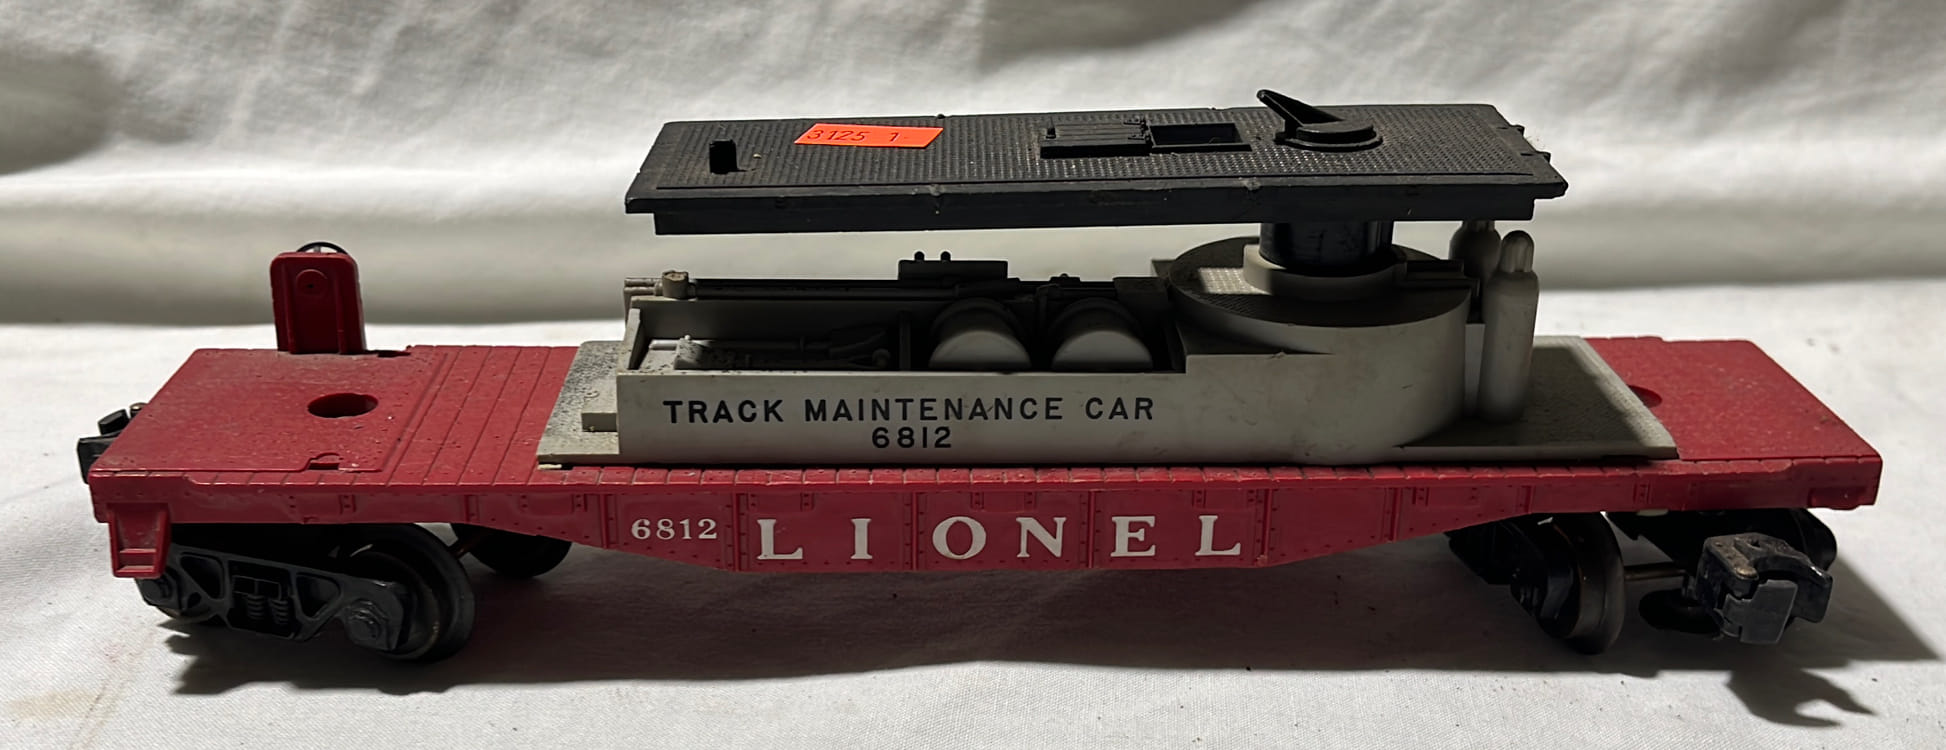 3125 1
TRACK MAINTENANCE CAR
6812
6812 LIONEL